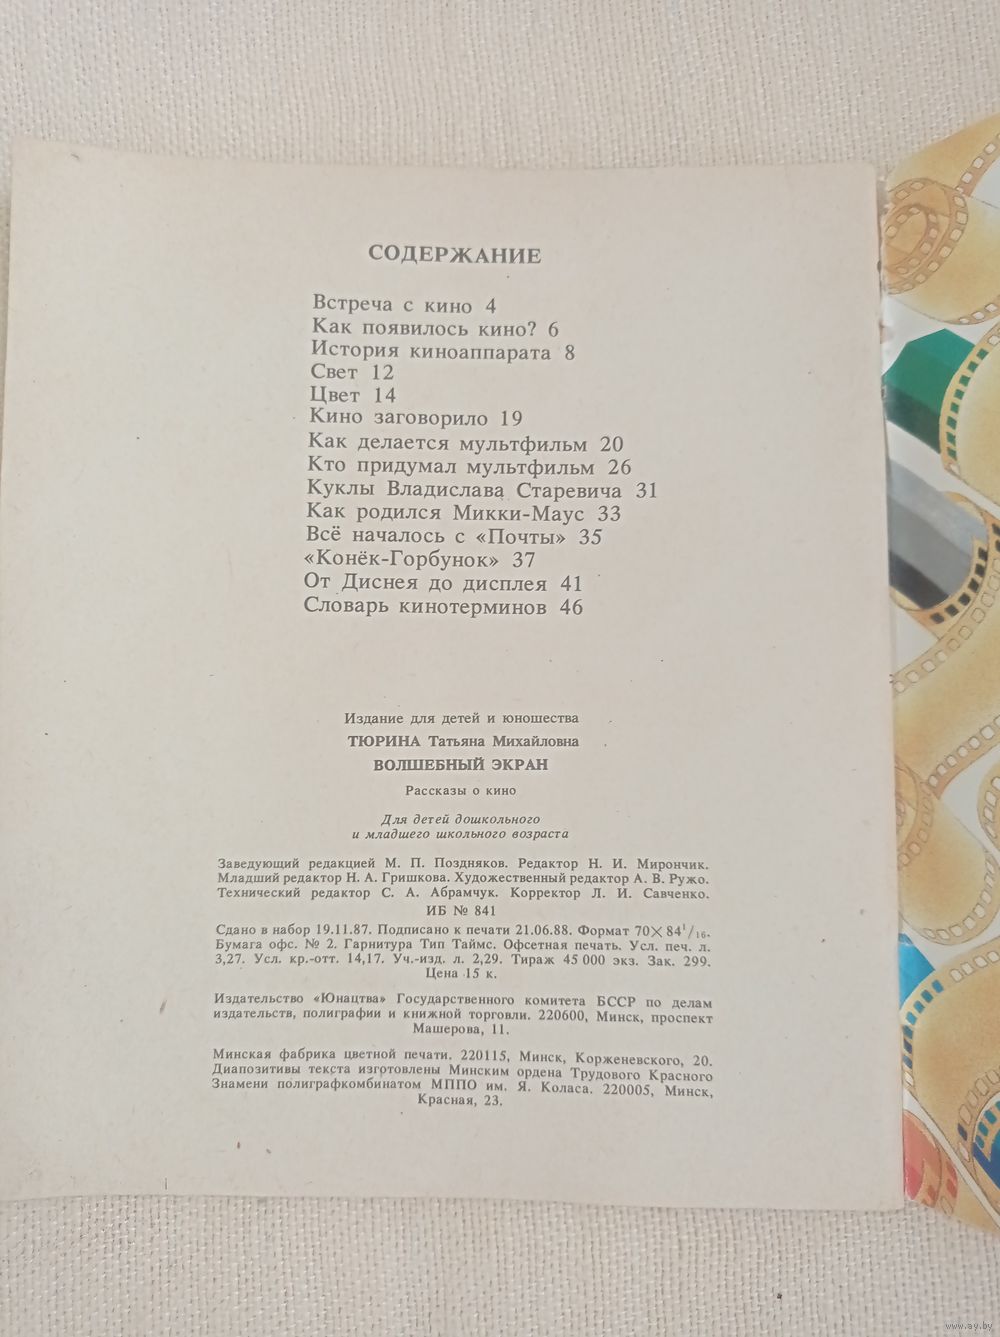 СОДЕРЖАНИЕ
Встреча с кино 4
Как появилось кино? 6
История киноаппарата 8
Свет 12
Цвет 14
Кино заговорило 19
Как делается мультфильм 20
Кто придумал мультфильм 26
Куклы Владислава Старевича 31
Как родился Микки-Маус 33
Всё началось с «Почты» 35
«Конёк-Горбунок» 37
От Диснея до дисплея 41
Словарь кинотерминов 46
Издание для детей и юношества
ТЮРИНА Татьяна Михайловна
ВОЛШЕБНЫЙ ЭКРАН
Рассказы о кино
Для детей дошкольного
и младшего школьного возраста
Заведующий редакцией М. П. Поздняков. Редактор Н. И. Мирончик.
Младший редактор Н. А. Гришкова. Художественный редактор А. В. Ружо.
Технический редактор С. А. Абрамчук. Корректор Л. И. Савченко.
ИБ № 841
Сдано в набор 19.11.87. Подписано к печати 21.06.88. Формат 70×84¹/₁₆.
Бумага офс. № 2. Гарнитура Тип Таймс. Офсетная печать. Усл. печ. л.
3,27. Усл. кр.-отт. 14,17. Уч.-изд. л. 2,29. Тираж 45 000 экз. Зак. 299.
Цена 15 к.
Издательство «Юнацтва» Государственного комитета БССР по делам
издательств, полиграфии и книжной торговли. 220600, Минск, проспект
Машерова, 11.
Минская фабрика цветной печати. 220115, Минск, Корженевского, 20.
Диапозитивы текста изготовлены Минским ордена Трудового Красного
Знамени полиграфкомбинатом МППО им. Я. Коласа. 220005, Минск,
Красная, 23.
www.ay.by